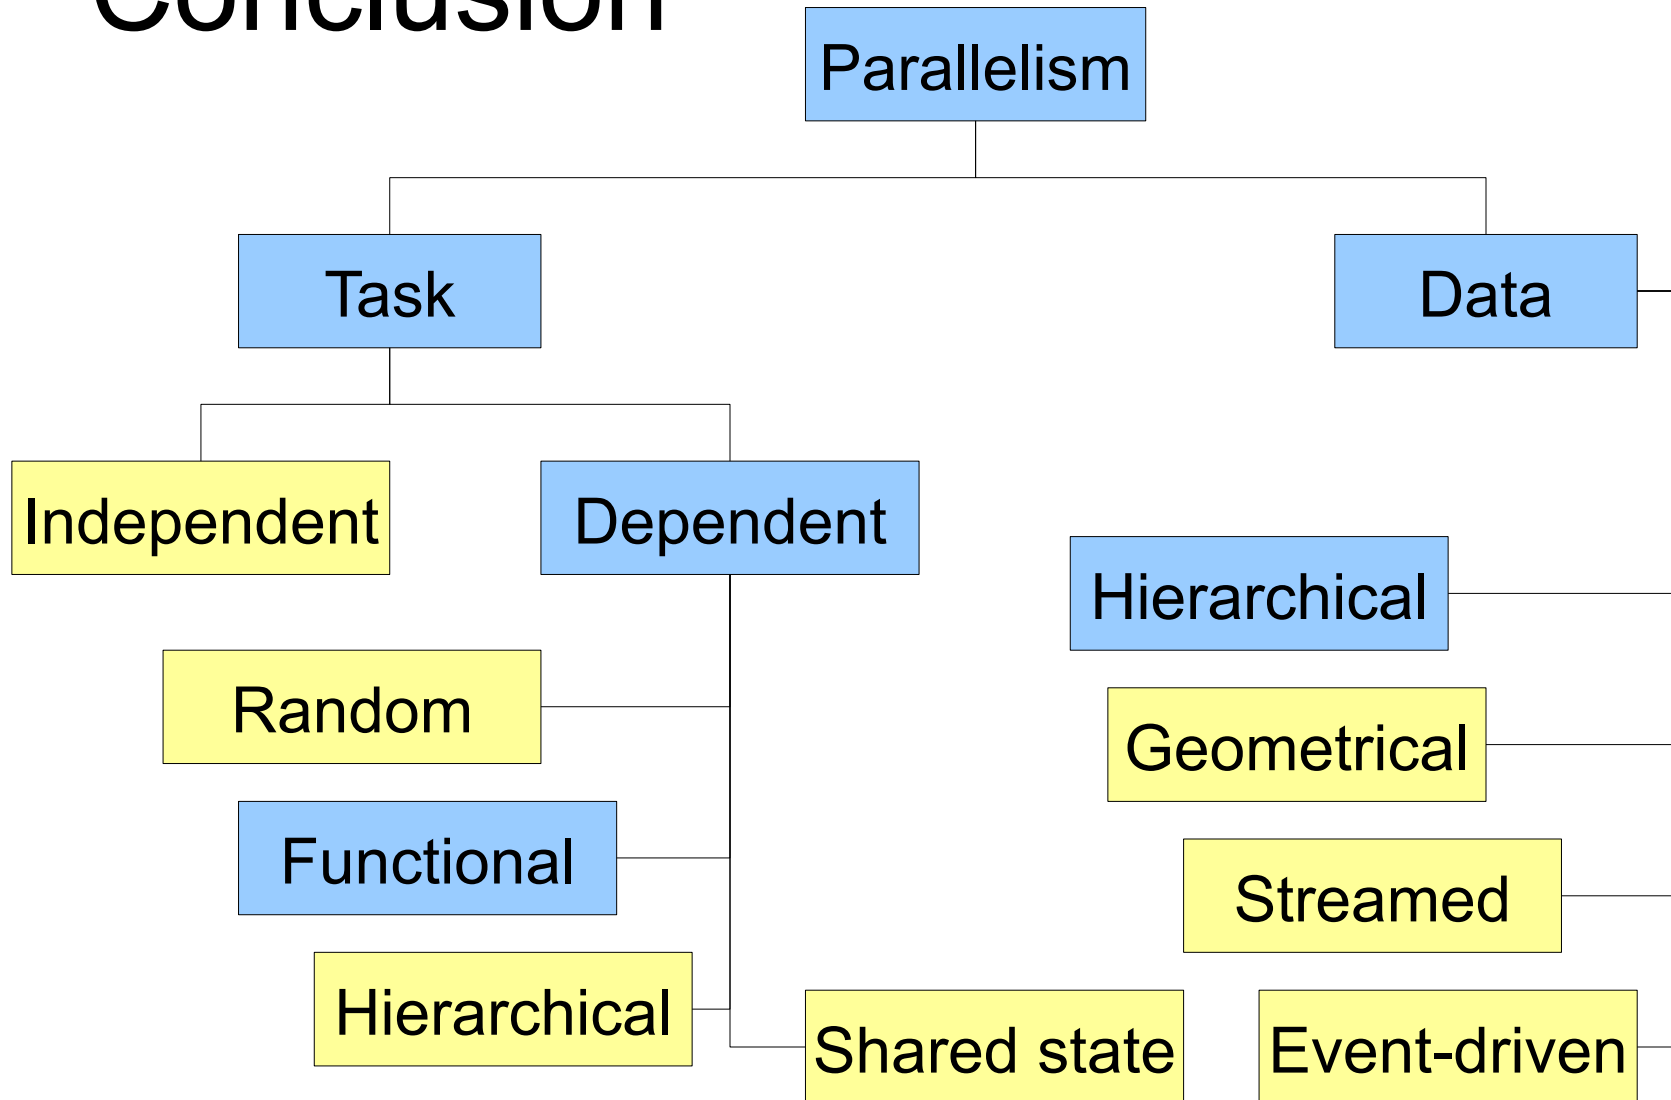 Conclusion
Parallelism
Task
Data
Independent
Dependent
Hierarchical
Random
Geometrical
Functional
Streamed
Hierarchical
Shared state
Event-driven